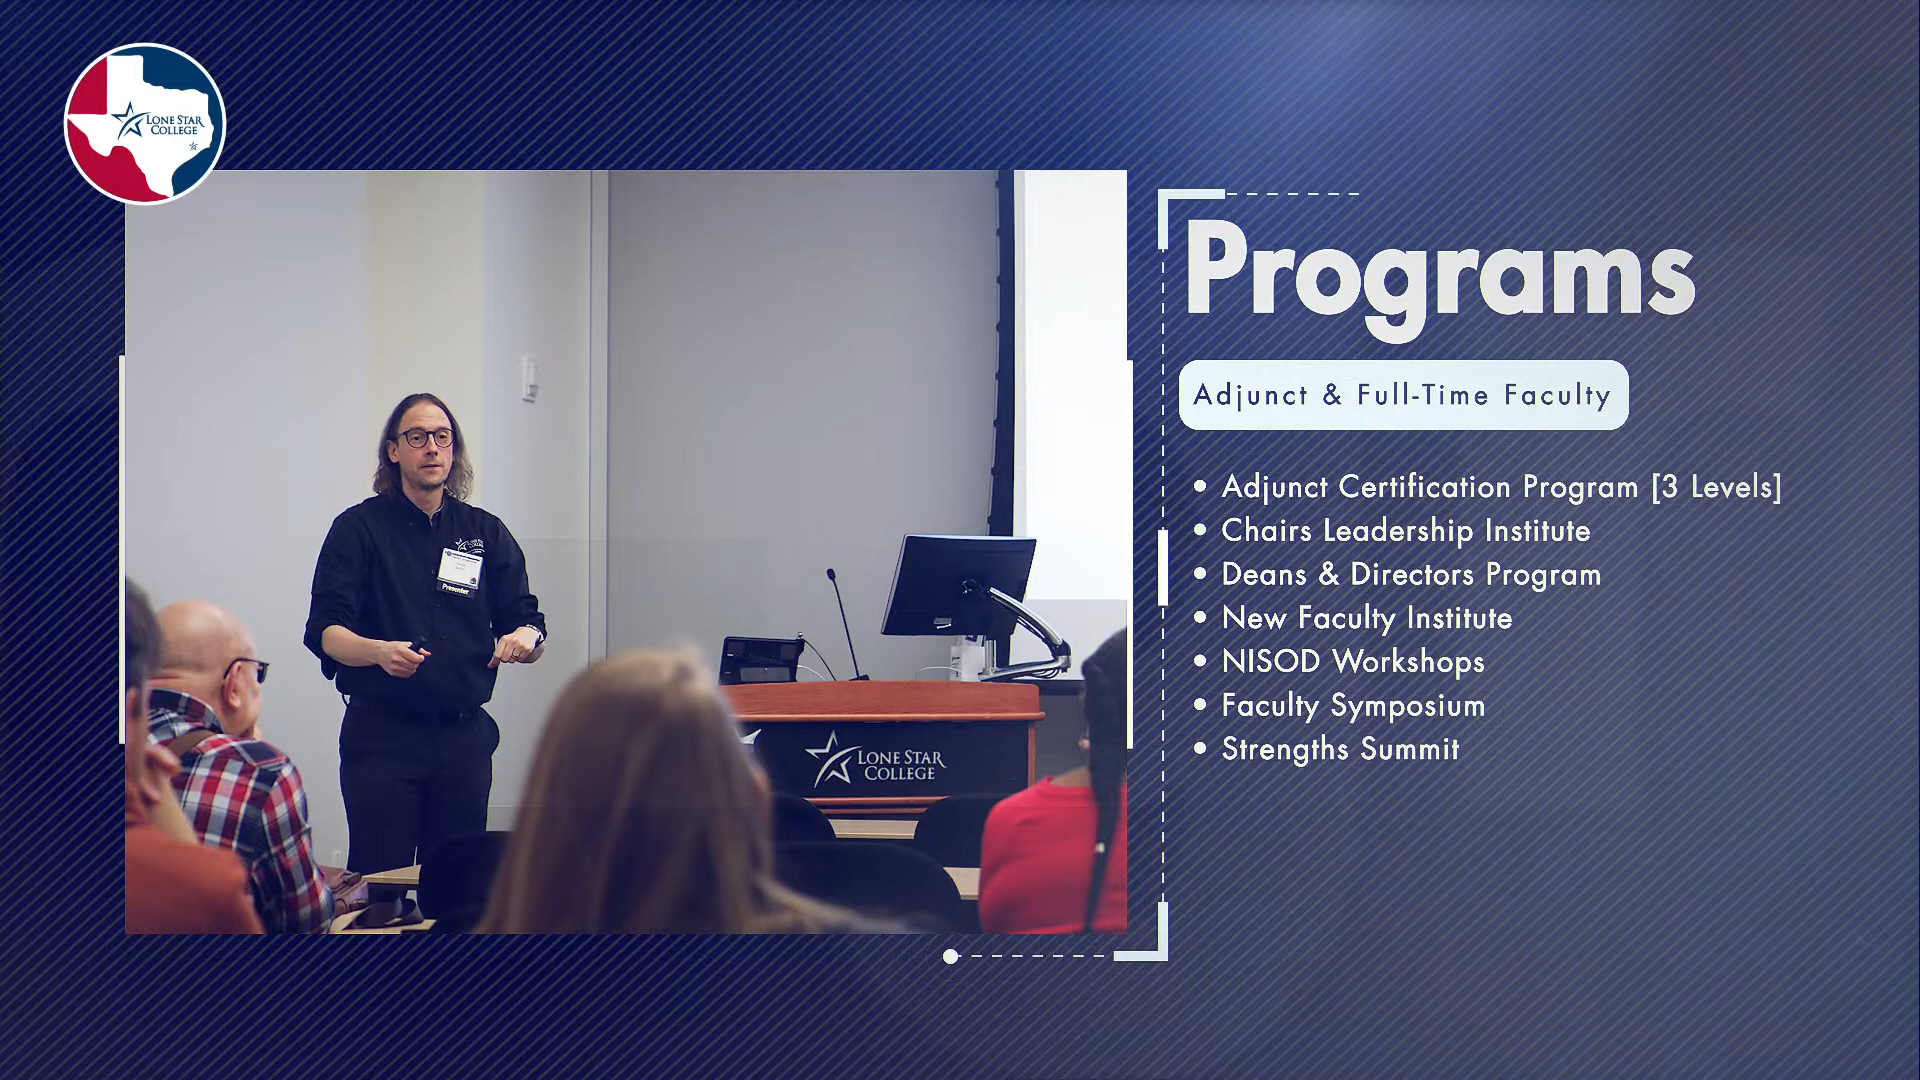 LONE STAR
COLLEGE
Programs
Adjunct & Full-Time Faculty
• Adjunct Certification Program [3 Levels]
• Chairs Leadership Institute
• Deans & Directors Program
• New Faculty Institute
• NISOD Workshops
• Faculty Symposium
• Strengths Summit
Presenter
LONE STAR
COLLEGE